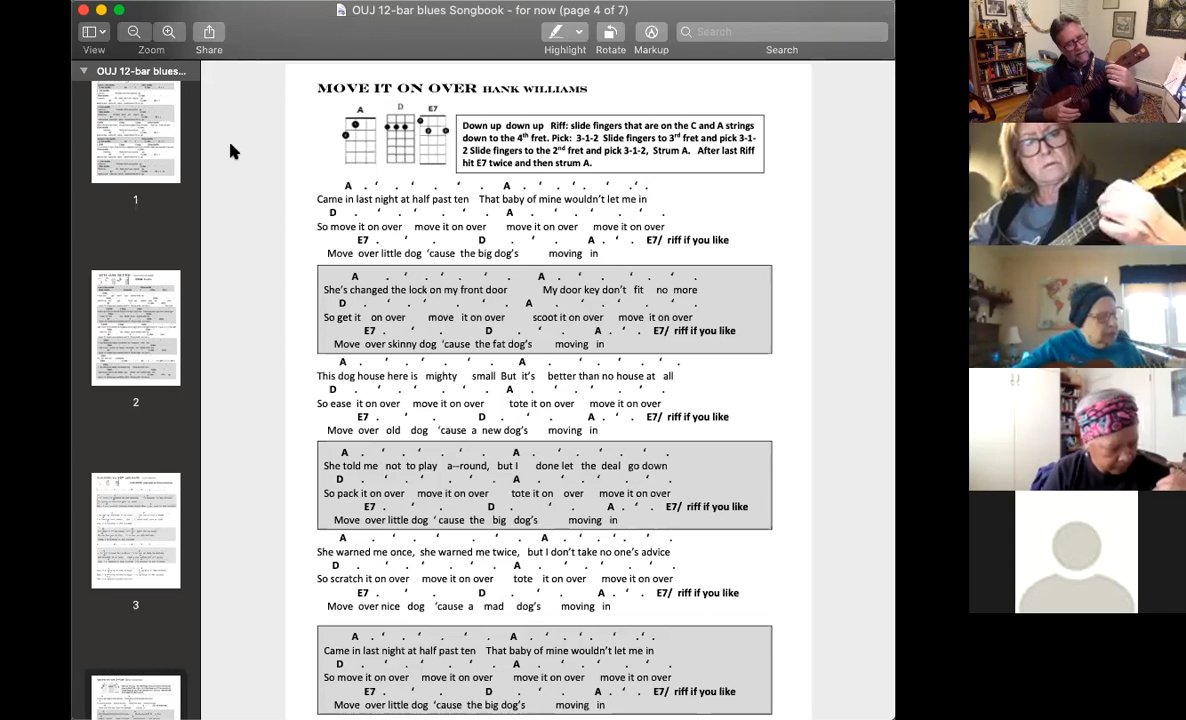 OUJ 12-bar blues Songbook - for now (page 4 of 7)
View
Zoom
Share
Highlight
Rotate
Markup
Search
Search
OUJ 12-bar blues...
1
2
3
MOVE IT ON OVER HANK WILLIAMS
A D E7
Down up down up then slide fingers that are on the C and A strings
down to the 4th fret. Pick: 3-1-2 Slide fingers to 3rd fret and pick 3-1-
2 Slide fingers to the 2nd fret and pick 3-1-2, Strum A. After last Riff
hit E7 twice and then strum A.
A . ‘ . ‘ . ‘ . A . ‘ . ‘ . ‘ . ‘ .
Came in last night at half past ten That baby of mine wouldn’t let me in
D . ‘ . ‘ . ‘ . A . ‘ . ‘ . ‘ .
So move it on over move it on over move it on over move it on over
E7 . ‘ . D . ‘ . A . ‘ . E7/ riff if you like
Move over little dog ‘cause the big dog’s moving in
A . ‘ . ‘ . ‘ . A . ‘ . ‘ . ‘ .
She’s changed the lock on my front door My door key don’t fit no more
D . ‘ . ‘ . ‘ . A . ‘ . ‘ . ‘ .
So get it on over move it on over scoot it on over move it on over
E7 . ‘ . D . ‘ . A . ‘ . E7/ riff if you like
Move over skinny dog ‘cause the fat dog’s moving in
A . ‘ . ‘ . ‘ . A . ‘ . ‘ . ‘ .
This dog house here is mighty small But it’s better than no house at all
D . ‘ . ‘ . ‘ . A . ‘ . ‘ . ‘ .
So ease it on over move it on over tote it on over move it on over
E7 . ‘ . D . ‘ . A . ‘ . E7/ riff if you like
Move over old dog ‘cause a new dog’s moving in
A . ‘ . ‘ . ‘ . A . ‘ . ‘ . ‘ .
She told me not to play a--round, but I done let the deal go down
D . ‘ . ‘ . ‘ . A . ‘ . ‘ . ‘ .
So pack it on over move it on over tote it on over move it on over
E7 . ‘ . D . ‘ . A . ‘ . E7/ riff if you like
Move over little dog ‘cause the big dog’s moving in
A . ‘ . ‘ . ‘ . A . ‘ . ‘ . ‘ .
She warned me once, she warned me twice, but I don’t take no one’s advice
D . ‘ . ‘ . ‘ . A . ‘ . ‘ . ‘ .
So scratch it on over move it on over tote it on over move it on over
E7 . ‘ . D . ‘ . A . ‘ . E7/ riff if you like
Move over nice dog ‘cause a mad dog’s moving in
A . ‘ . ‘ . ‘ . A . ‘ . ‘ . ‘ . ‘ .
Came in last night at half past ten That baby of mine wouldn’t let me in
D . ‘ . ‘ . ‘ . A . ‘ . ‘ . ‘ .
So move it on over move it on over move it on over move it on over
E7 . ‘ . D . ‘ . A . ‘ . E7/ riff if you like
Move over little dog ‘cause the big dog’s moving in